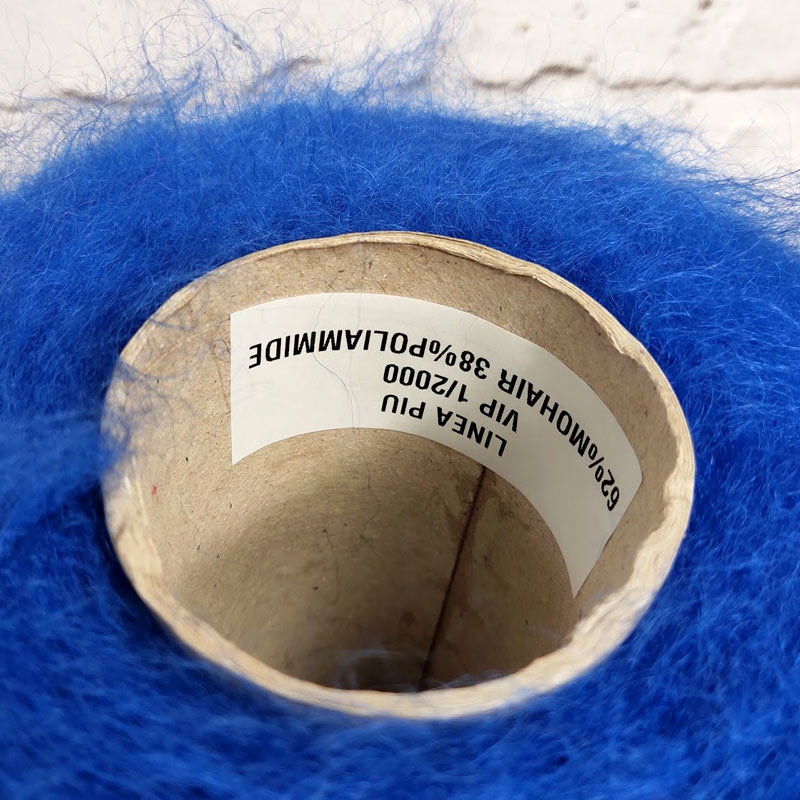 LINEA PIU
VIP 1/2000
62%MOHAIR 38%POLIAMMIDE